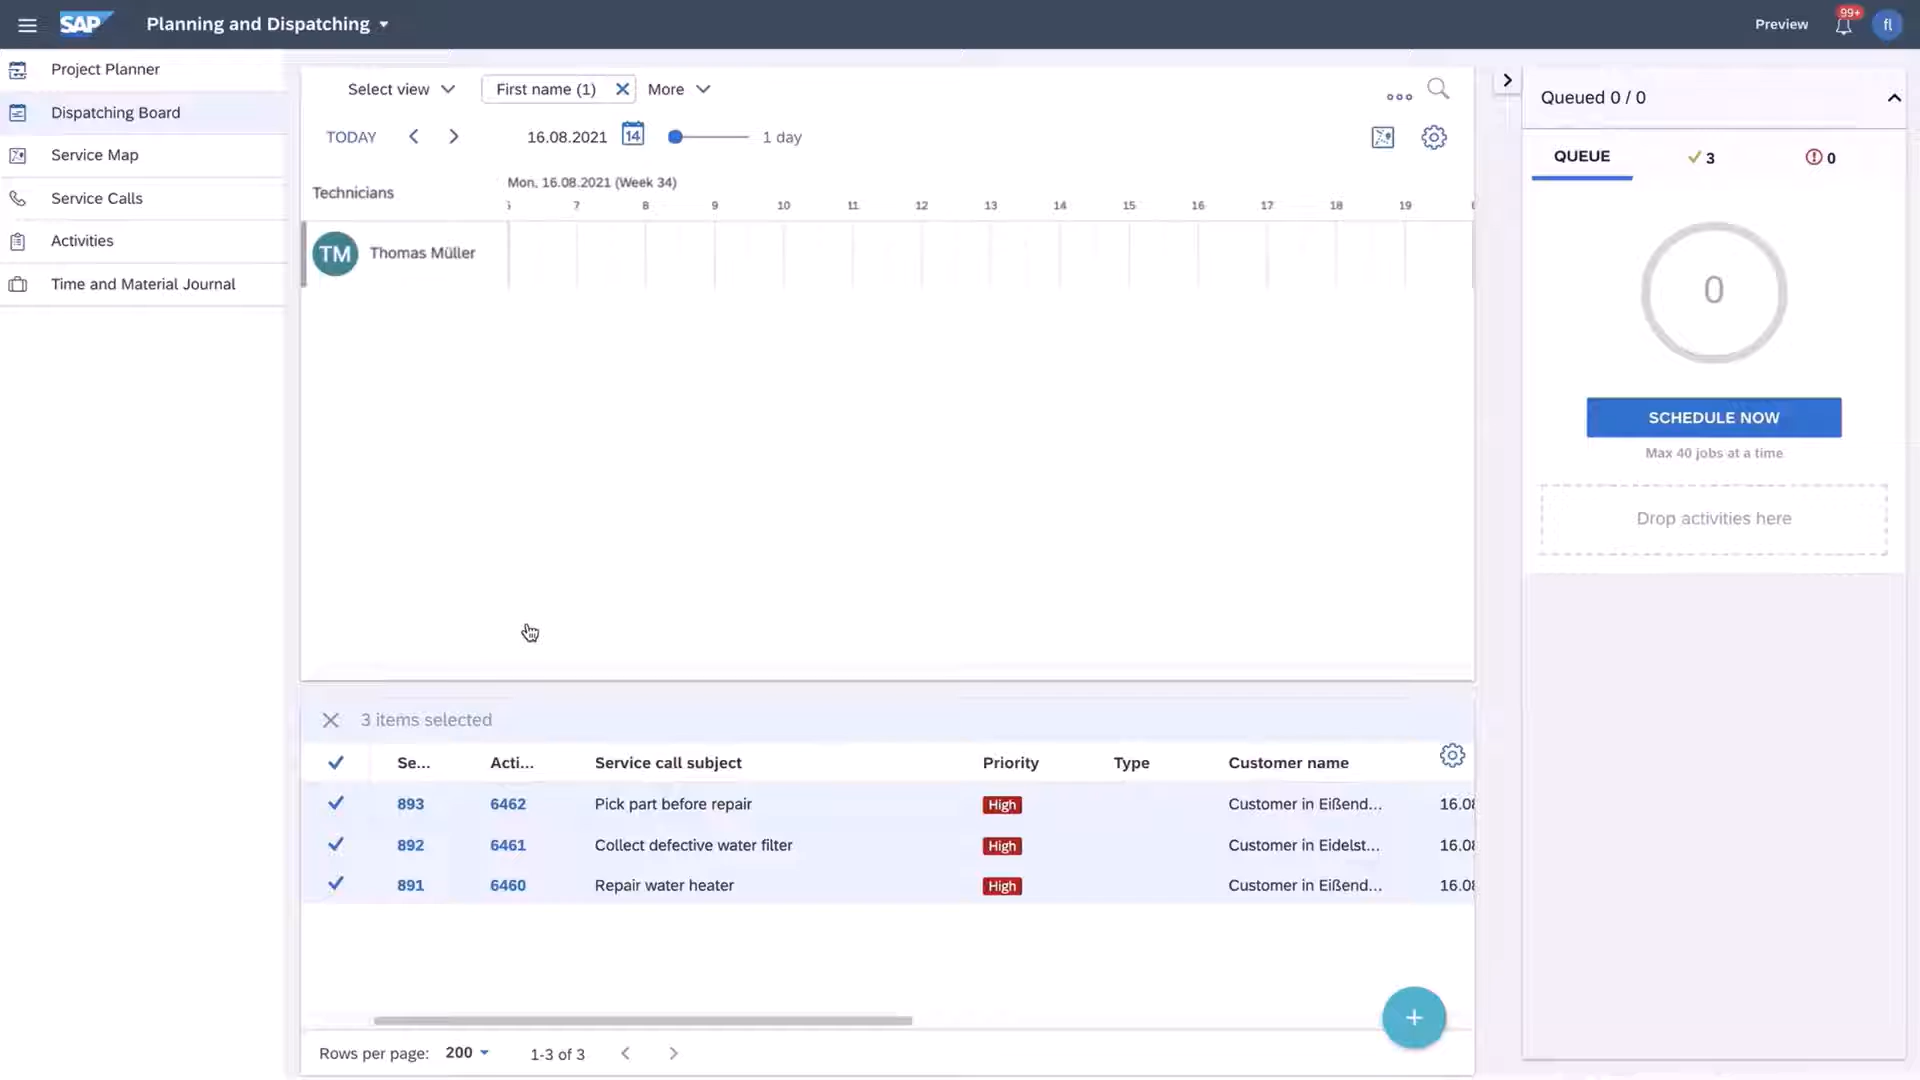 SAP Planning and Dispatching Preview 99+ fl
Project Planner
Dispatching Board
Service Map
Service Calls
Activities
Time and Material Journal
Select view First name (1) More
TODAY 16.08.2021 14 1 day
Technicians
Mon, 16.08.2021 (Week 34)
7 8 9 10 11 12 13 14 15 16 17 18 19
TM Thomas Müller
3 items selected
Se... Acti... Service call subject Priority Type Customer name
893 6462 Pick part before repair High Customer in Eißend... 16.08
892 6461 Collect defective water filter High Customer in Eidelst... 16.08
891 6460 Repair water heater High Customer in Eißend... 16.08
Rows per page: 200 1-3 of 3
Queued 0 / 0
QUEUE 3 0
0
SCHEDULE NOW
Max 40 jobs at a time
Drop activities here